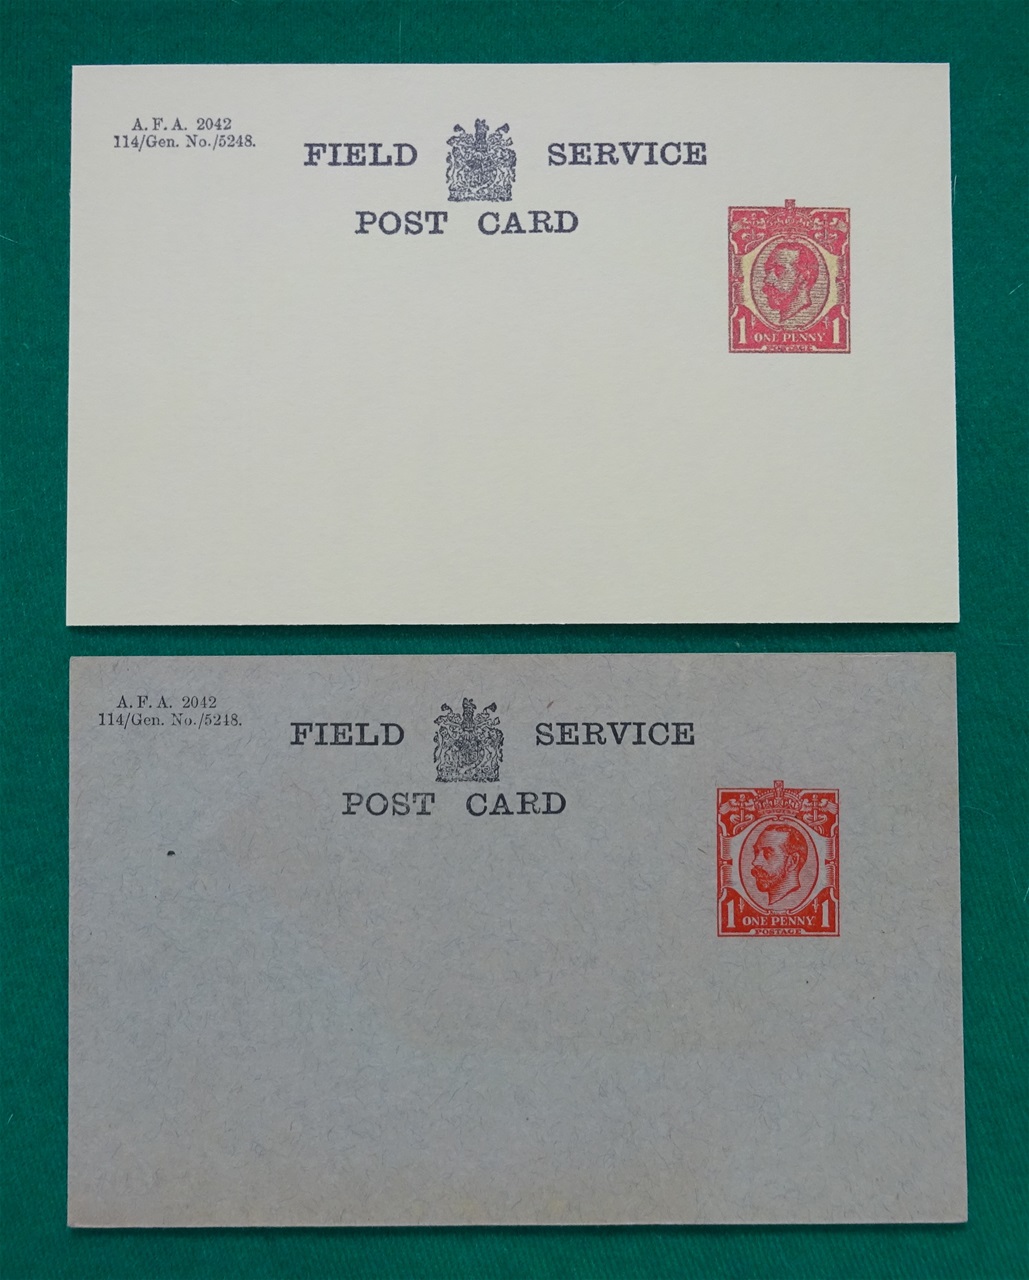 A. F. A. 2042
114/Gen. No./5248.
FIELD SERVICE
POST CARD
1 ONE PENNY 1
POSTAGE
A. F. A. 2042
114/Gen. No./5248.
FIELD SERVICE
POST CARD
1 ONE PENNY 1
POSTAGE